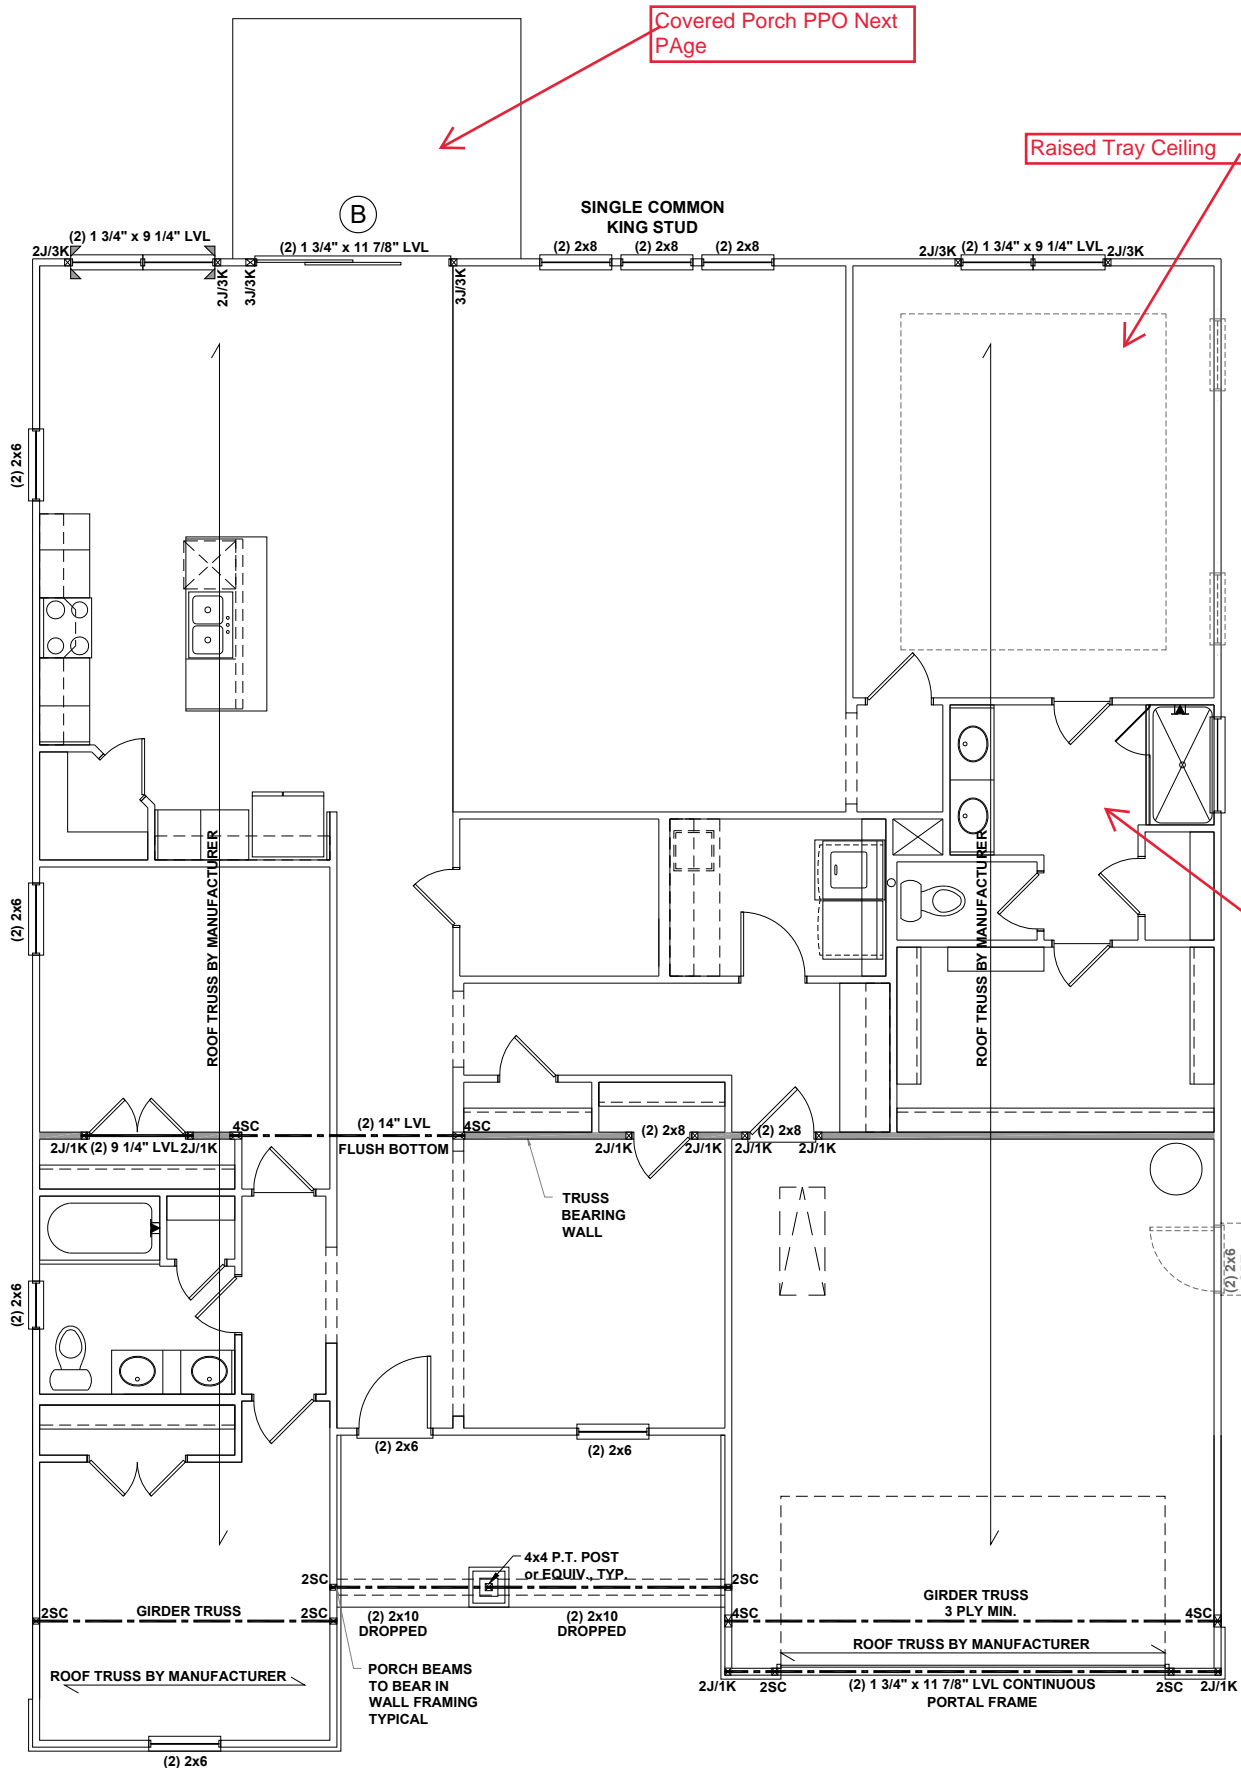 Covered Porch PPO Next
PAge
Raised Tray Ceiling
B
SINGLE COMMON
KING STUD
(2) 1 3/4" x 9 1/4" LVL
(2) 1 3/4" x 11 7/8" LVL
(2) 2x8
(2) 2x8
(2) 2x8
(2) 1 3/4" x 9 1/4" LVL
2J/3K
2J/3K
2J/3K
2J/3K
3J/3K
3J/3K
(2) 2x6
ROOF TRUSS BY MANUFACTURER
ROOF TRUSS BY MANUFACTURER
(2) 2x6
4SC
(2) 14" LVL
4SC
(2) 2x8
(2) 2x8
2J/1K
(2) 9 1/4" LVL
2J/1K
FLUSH BOTTOM
2J/1K
2J/1K
2J/1K
2J/1K
TRUSS
BEARING
WALL
(2) 2x6
(2) 2x6
(2) 2x6
(2) 2x6
4x4 P.T. POST
or EQUIV., TYP.
2SC
2SC
2SC
GIRDER TRUSS
2SC
(2) 2x10
DROPPED
(2) 2x10
DROPPED
4SC
GIRDER TRUSS
3 PLY MIN.
4SC
ROOF TRUSS BY MANUFACTURER
ROOF TRUSS BY MANUFACTURER
PORCH BEAMS
TO BEAR IN
WALL FRAMING
TYPICAL
2J/1K
2SC
(2) 1 3/4" x 11 7/8" LVL CONTINUOUS
PORTAL FRAME
2SC
2J/1K
(2) 2x6